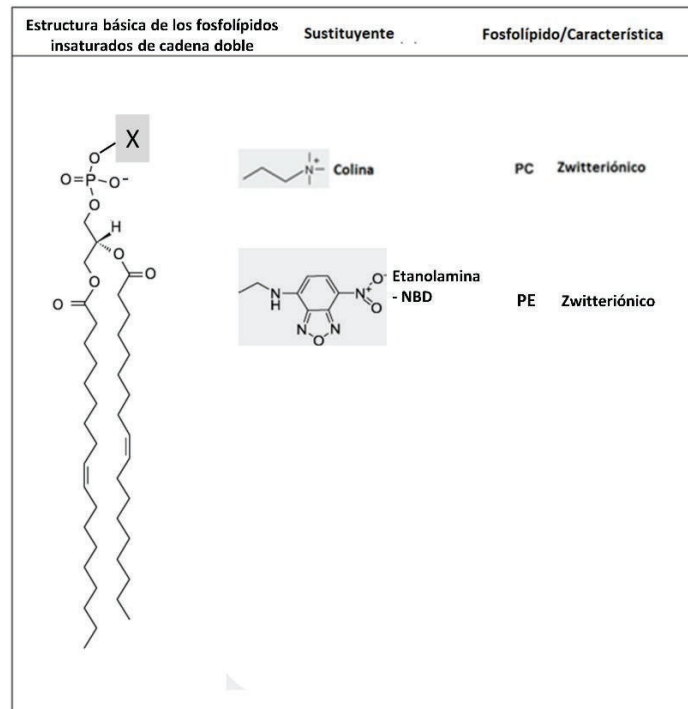 Estructura básica de los fosfolípidos
insaturados de cadena doble
Sustituyente
Fosfolípido/Característica
X
O
O=P-O-
O
H
O
O
O
O
N+
Colina
PC Zwitteriónico
N
H
N+
O-
O
N
O
N
Etanolamina
- NBD
PE Zwitteriónico